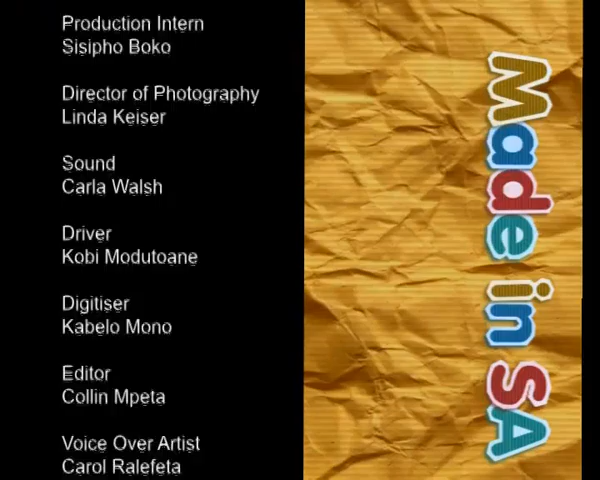 Production Intern
Sisipho Boko
Director of Photography
Linda Keiser
Sound
Carla Walsh
Driver
Kobi Modutoane
Digitiser
Kabelo Mono
Editor
Collin Mpeta
Voice Over Artist
Carol Ralefeta
Made in SA